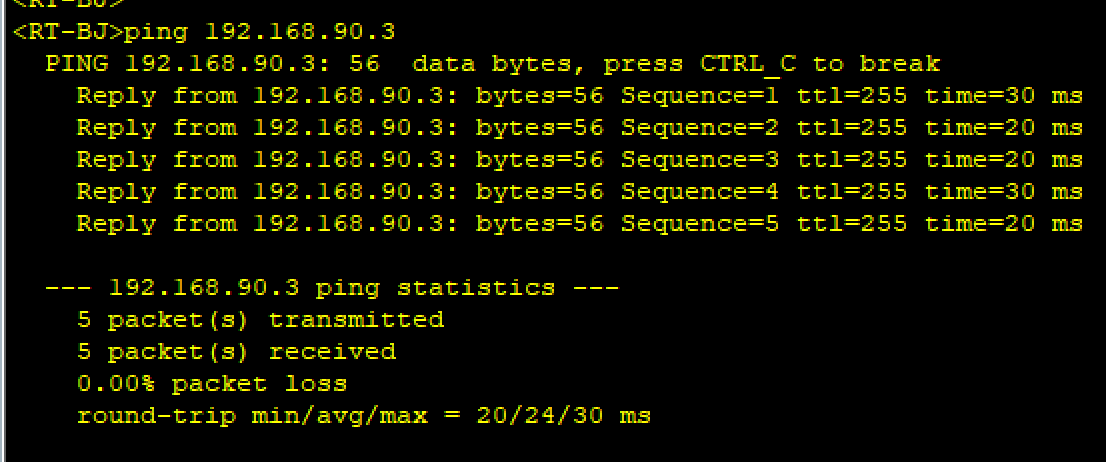 <RT-BJ>
<RT-BJ>ping 192.168.90.3
PING 192.168.90.3: 56  data bytes, press CTRL_C to break
Reply from 192.168.90.3: bytes=56 Sequence=1 ttl=255 time=30 ms
Reply from 192.168.90.3: bytes=56 Sequence=2 ttl=255 time=20 ms
Reply from 192.168.90.3: bytes=56 Sequence=3 ttl=255 time=20 ms
Reply from 192.168.90.3: bytes=56 Sequence=4 ttl=255 time=30 ms
Reply from 192.168.90.3: bytes=56 Sequence=5 ttl=255 time=20 ms
--- 192.168.90.3 ping statistics ---
5 packet(s) transmitted
5 packet(s) received
0.00% packet loss
round-trip min/avg/max = 20/24/30 ms